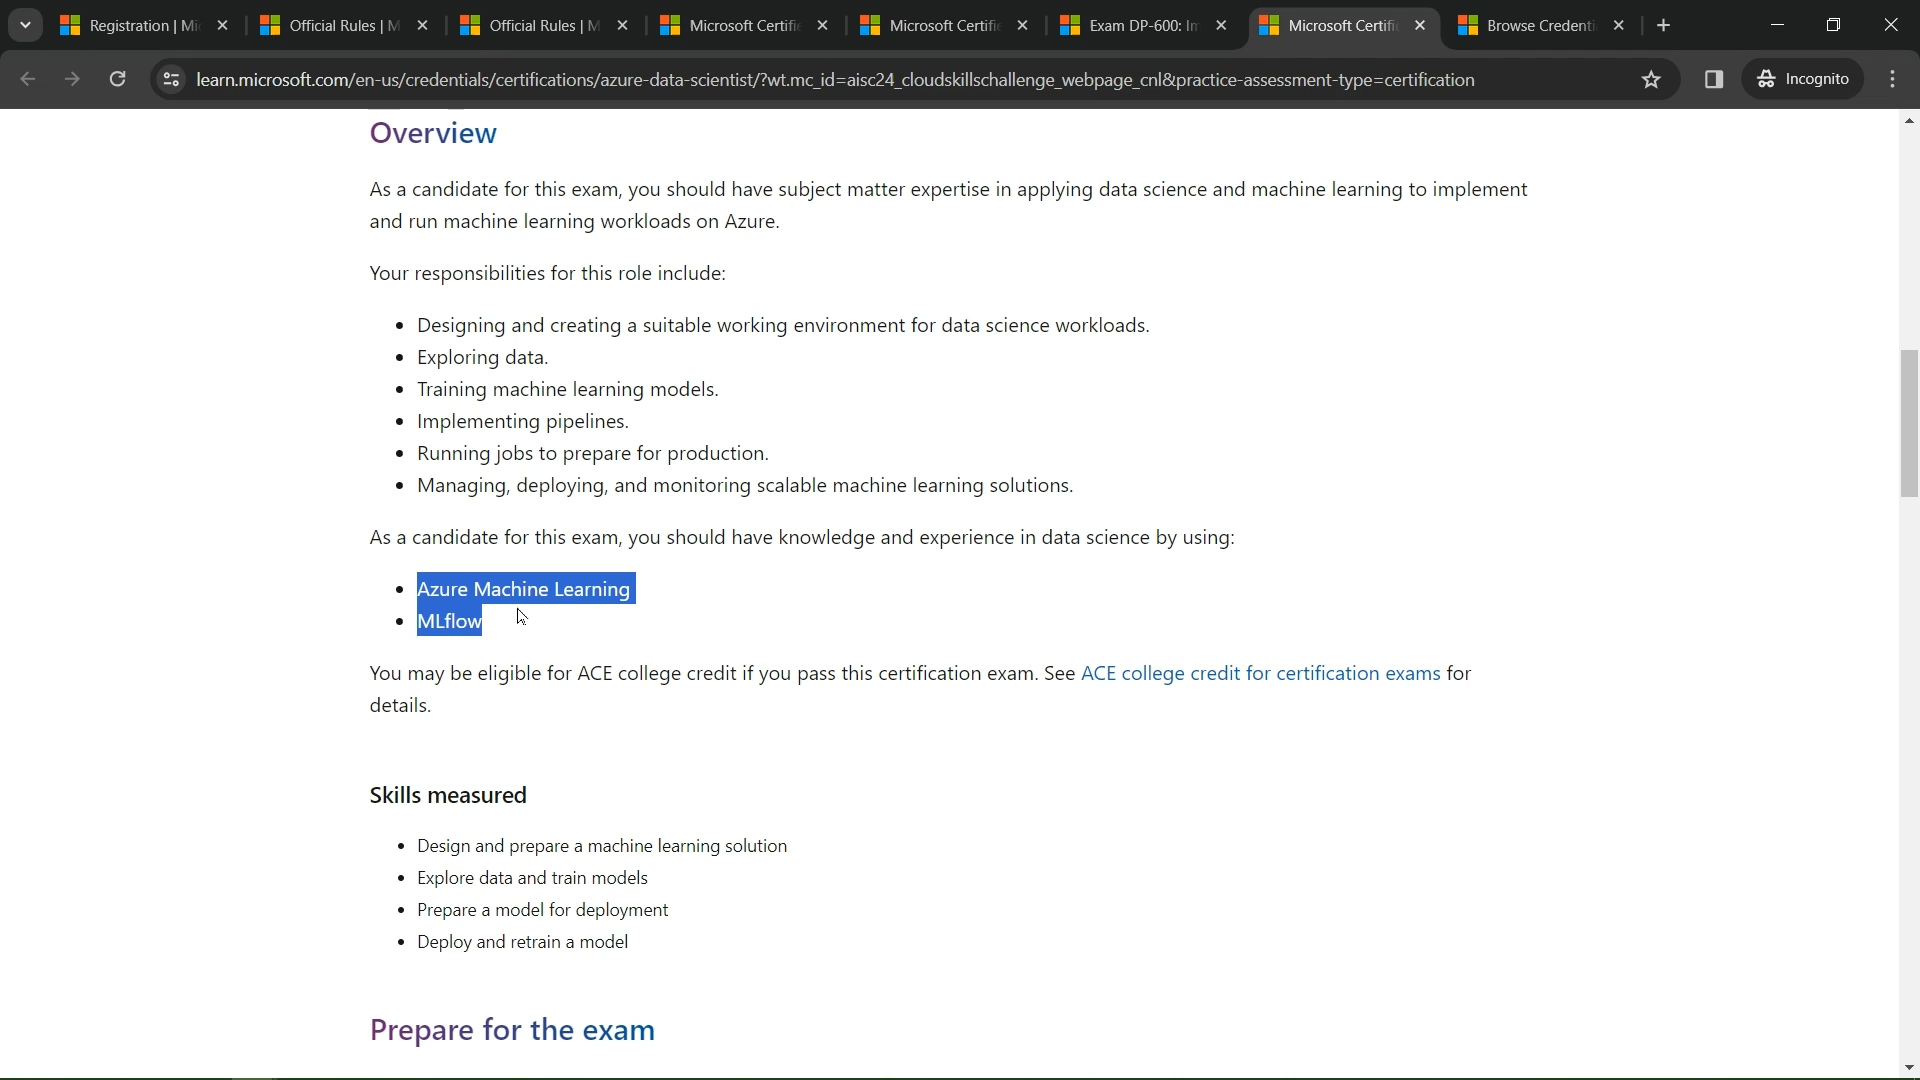 Registration | Mi
Official Rules | M
Official Rules | M
Microsoft Certifi
Microsoft Certifi
Exam DP-600: Im
Microsoft Certifi
Browse Credenti
learn.microsoft.com/en-us/credentials/certifications/azure-data-scientist/?wt.mc_id=aisc24_cloudskillschallenge_webpage_cnl&practice-assessment-type=certification
Incognito
Overview
As a candidate for this exam, you should have subject matter expertise in applying data science and machine learning to implement
and run machine learning workloads on Azure.
Your responsibilities for this role include:
• Designing and creating a suitable working environment for data science workloads.
• Exploring data.
• Training machine learning models.
• Implementing pipelines.
• Running jobs to prepare for production.
• Managing, deploying, and monitoring scalable machine learning solutions.
As a candidate for this exam, you should have knowledge and experience in data science by using:
• Azure Machine Learning
• MLflow
You may be eligible for ACE college credit if you pass this certification exam. See ACE college credit for certification exams for
details.
Skills measured
• Design and prepare a machine learning solution
• Explore data and train models
• Prepare a model for deployment
• Deploy and retrain a model
Prepare for the exam